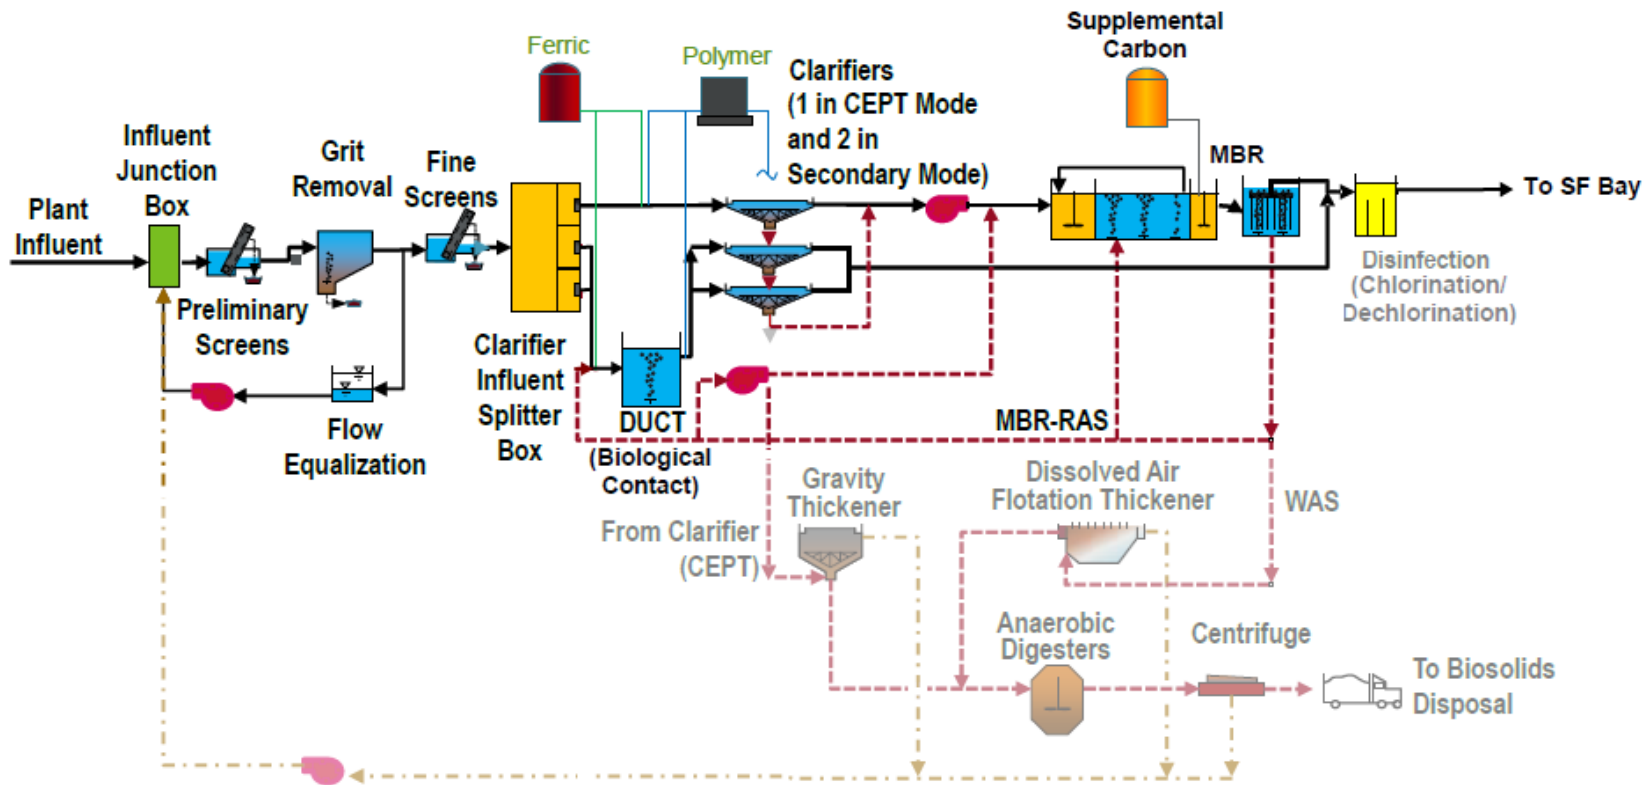 Supplemental
Carbon
Ferric
Polymer
Clarifiers
(1 in CEPT Mode
and 2 in
Secondary Mode)
Influent
Junction
Box
Grit
Removal
Fine
Screens
MBR
To SF Bay
Plant
Influent
Preliminary
Screens
Disinfection
(Chlorination/
Dechlorination)
Clarifier
Influent
Splitter
Box
DUCT
(Biological
Contact)
MBR-RAS
Flow
Equalization
Gravity
Thickener
Dissolved Air
Flotation Thickener
WAS
From Clarifier
(CEPT)
Anaerobic
Digesters
Centrifuge
To Biosolids
Disposal